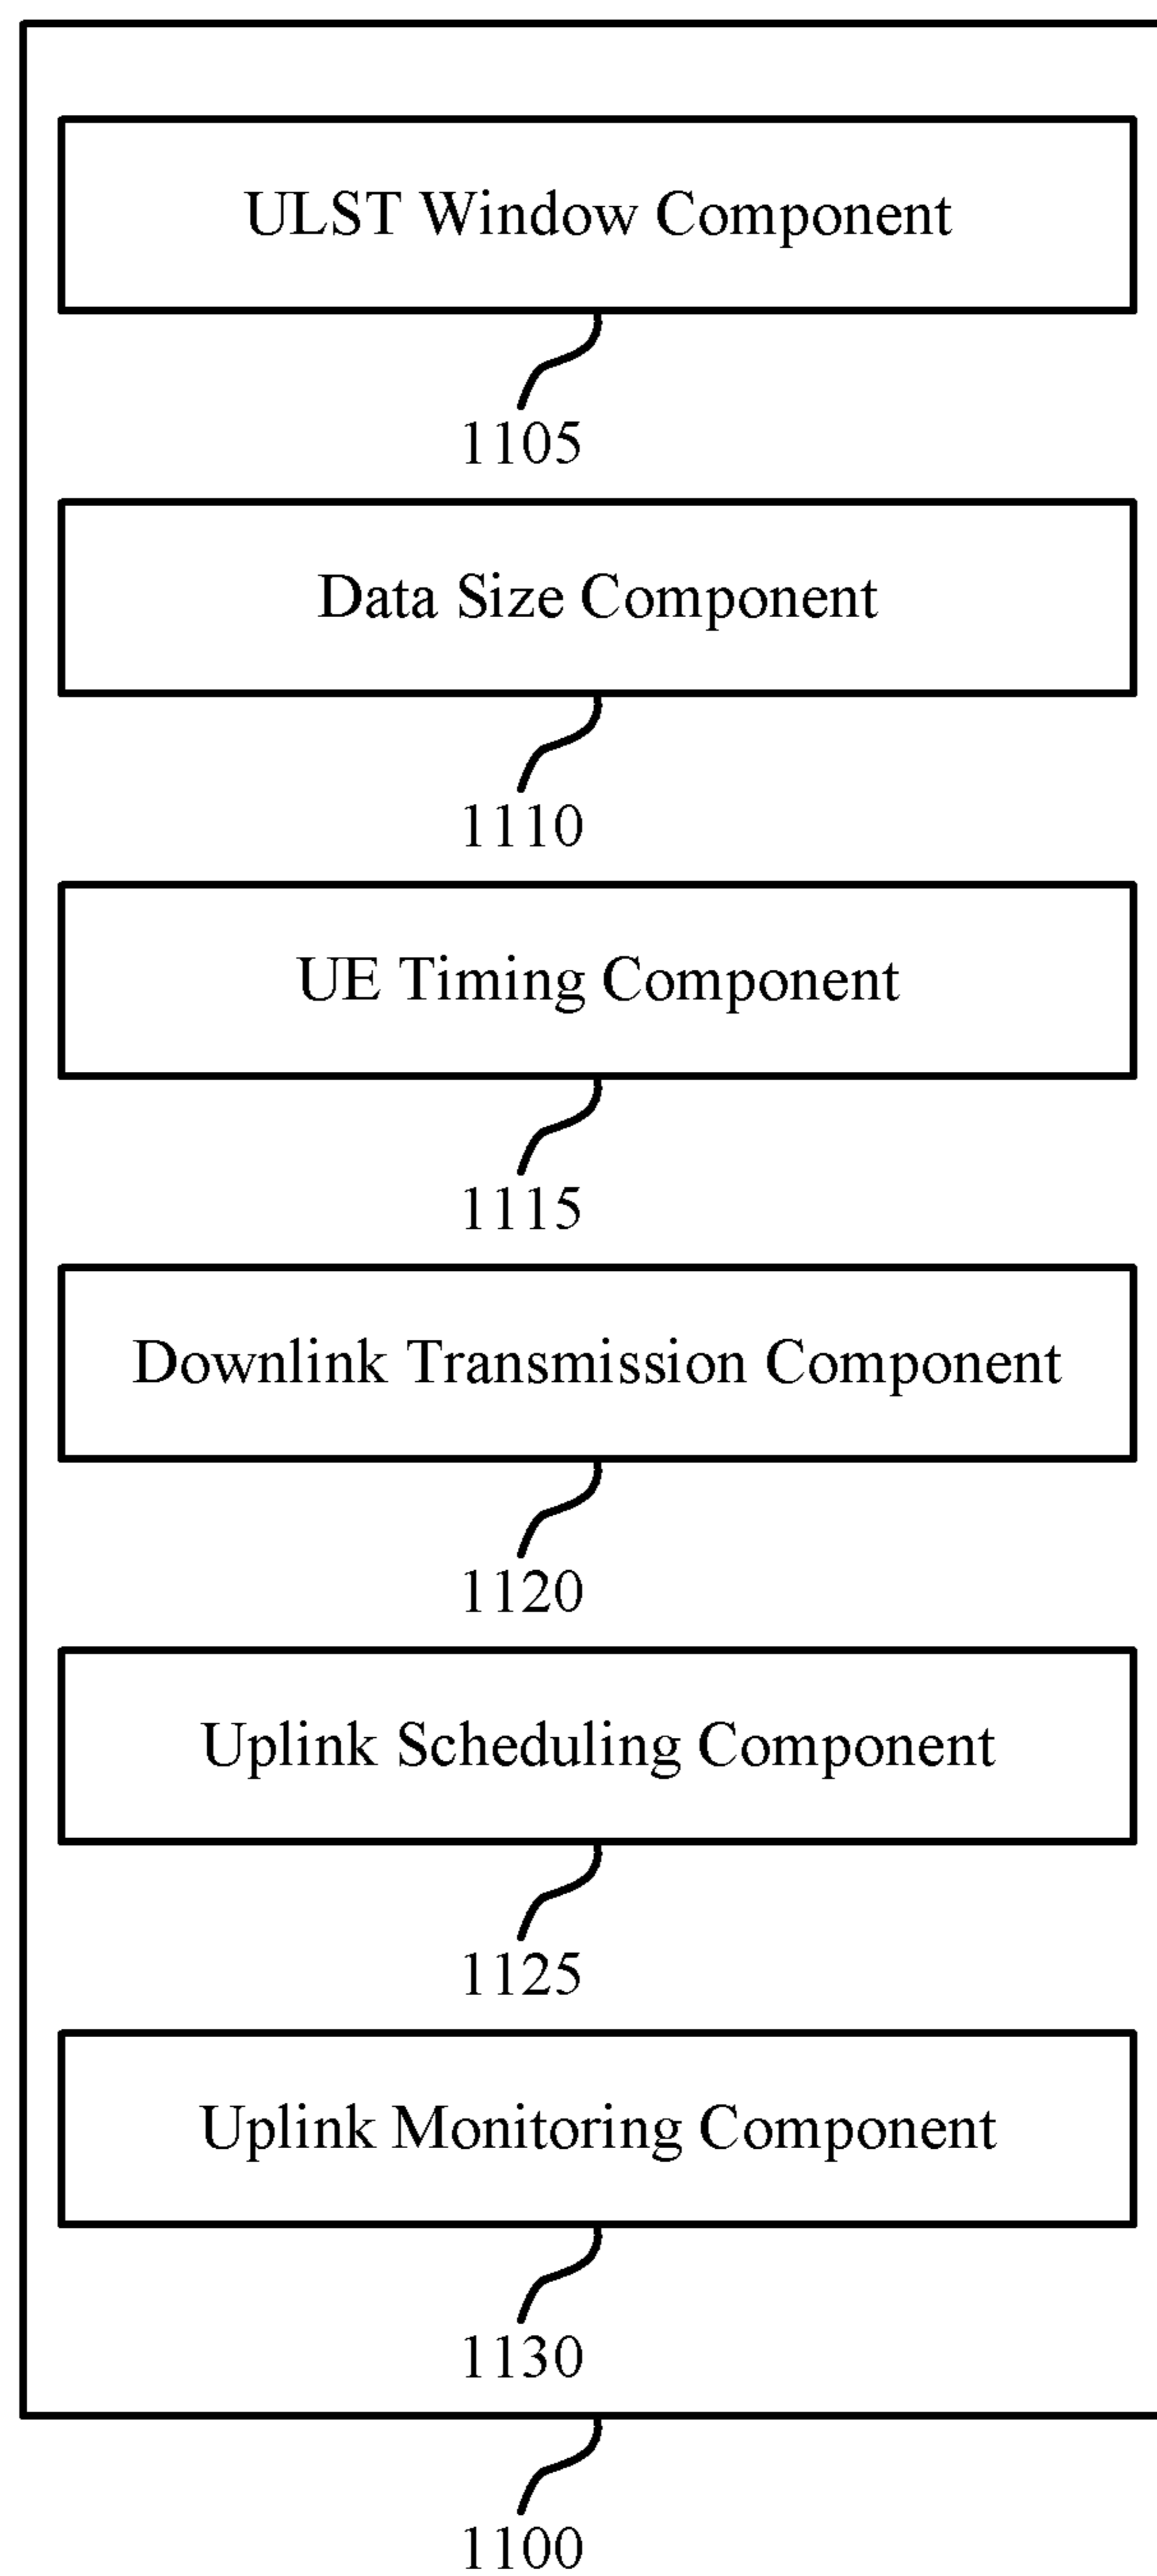 ULST Window Component
1105
Data Size Component
1110
UE Timing Component
1115
Downlink Transmission Component
1120
Uplink Scheduling Component
1125
Uplink Monitoring Component
1130
1100